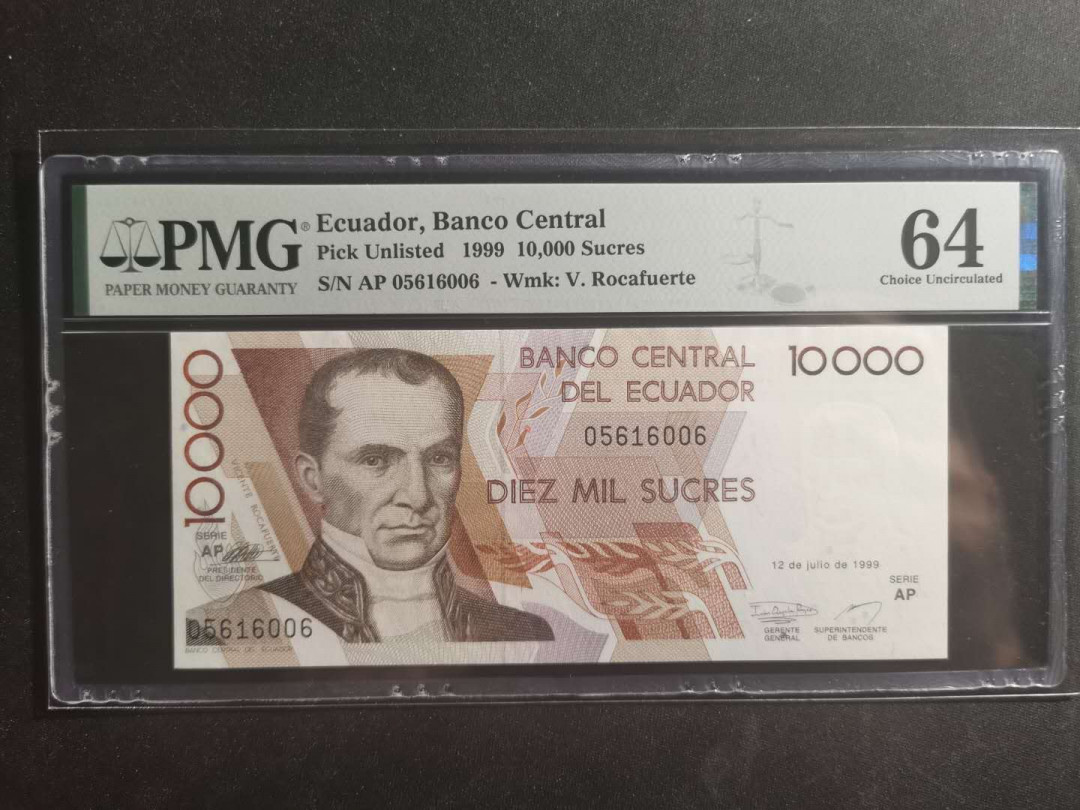 PMG®
PAPER MONEY GUARANTY
Ecuador, Banco Central
Pick Unlisted 1999 10,000 Sucres
S/N AP 05616006 - Wmk: V. Rocafuerte
64
Choice Uncirculated
BANCO CENTRAL
DEL ECUADOR
10000
05616006
DIEZ MIL SUCRES
10000
VICENTE ROCAFUERTE
SERIE
AP
PRESIDENTE
DEL DIRECTORIO
05616006
BANCO CENTRAL DEL ECUADOR
12 de julio de 1999
SERIE
AP
GERENTE
GENERAL
SUPERINTENDENTE
DE BANCOS